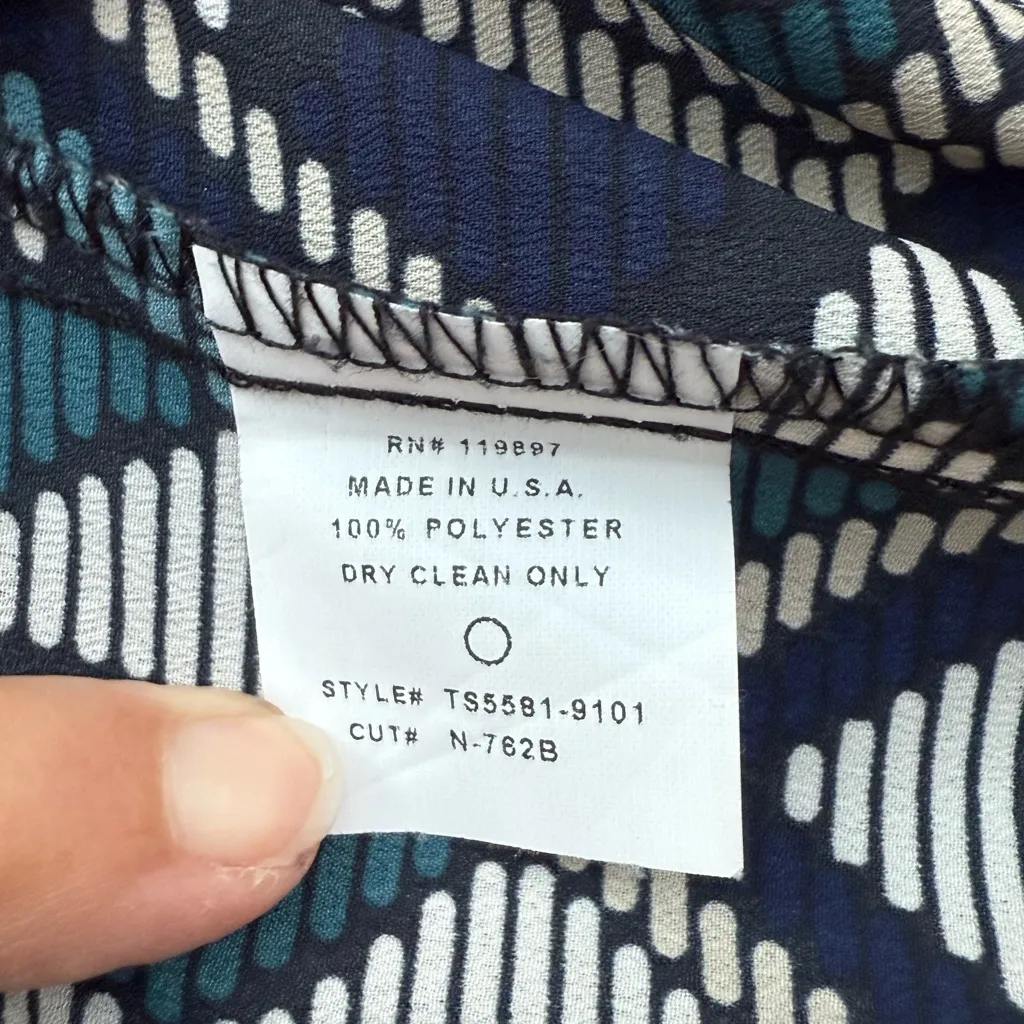 RN# 119897
MADE IN U.S.A.
100% POLYESTER
DRY CLEAN ONLY
STYLE# TS5581-9101
CUT# N-762B